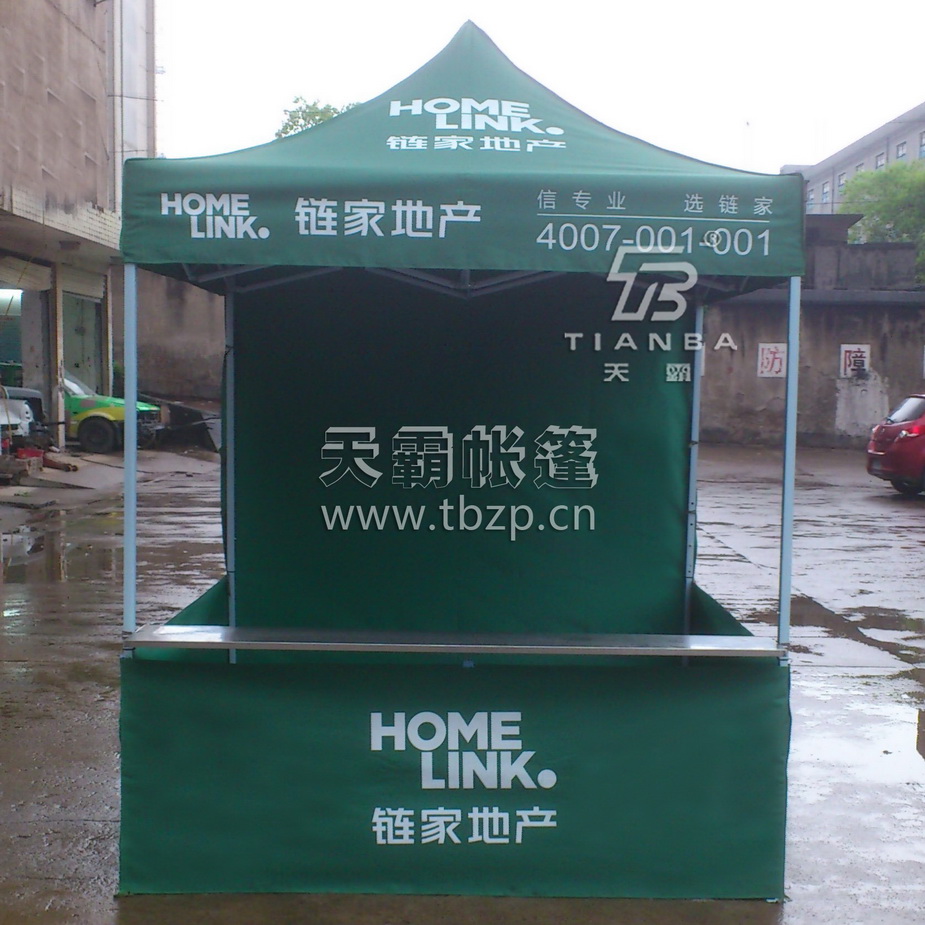 HOME
LINK.
链家地产
HOME
LINK.
链家地产
信专业 选链家
4007-001-001
®
TB
TIANBA
天霸
防
障
天霸帐篷
www.tbzp.cn
HOME
LINK.
链家地产